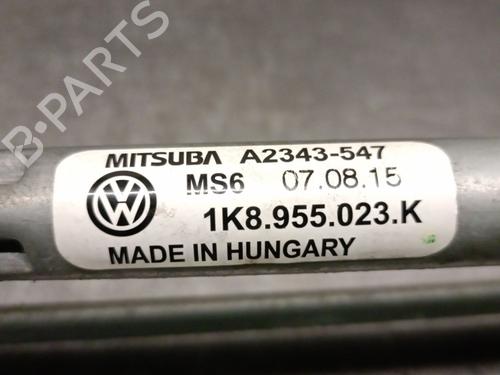 B-PARTS
MITSUBA A2343-547
MS6 07.08.15
1K8.955.023.K
MADE IN HUNGARY